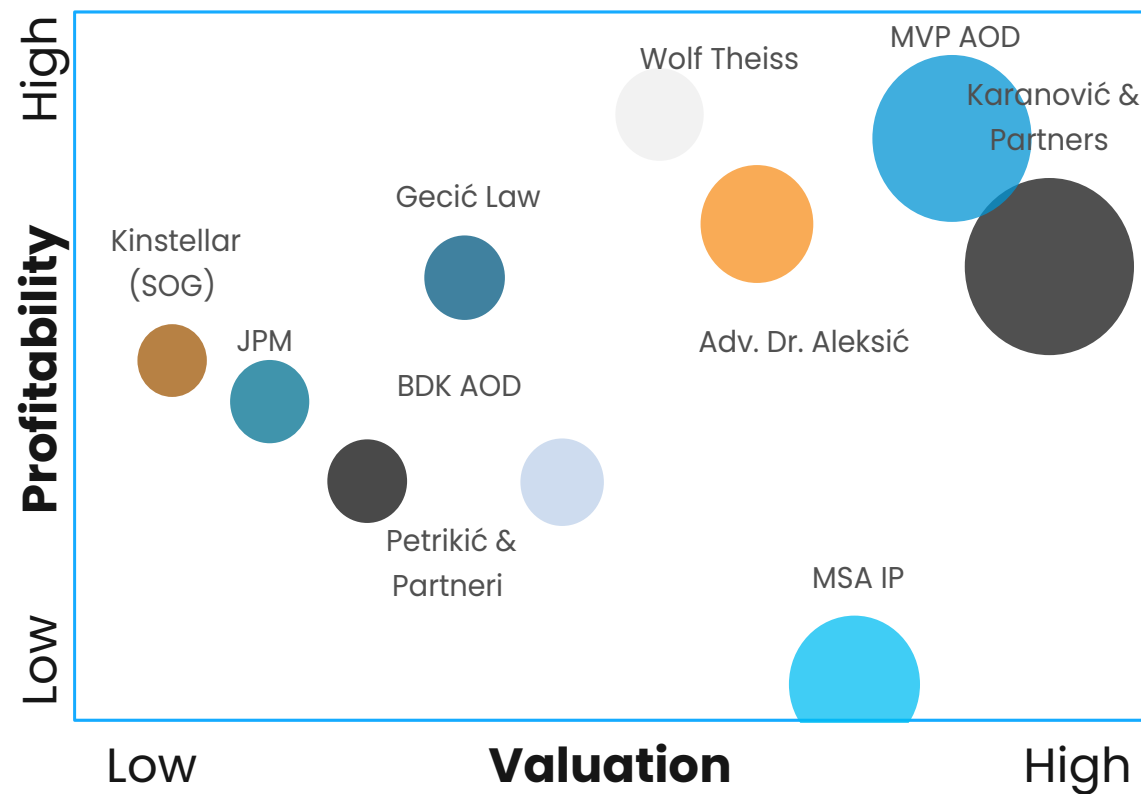 High
MVP AOD
Wolf Theiss
Karanović &
Partners
Gecić Law
Kinstellar
(SOG)
JPM
Adv. Dr. Aleksić
BDK AOD
Profitability
Petrikić &
Partneri
MSA IP
Low
Low
Valuation
High